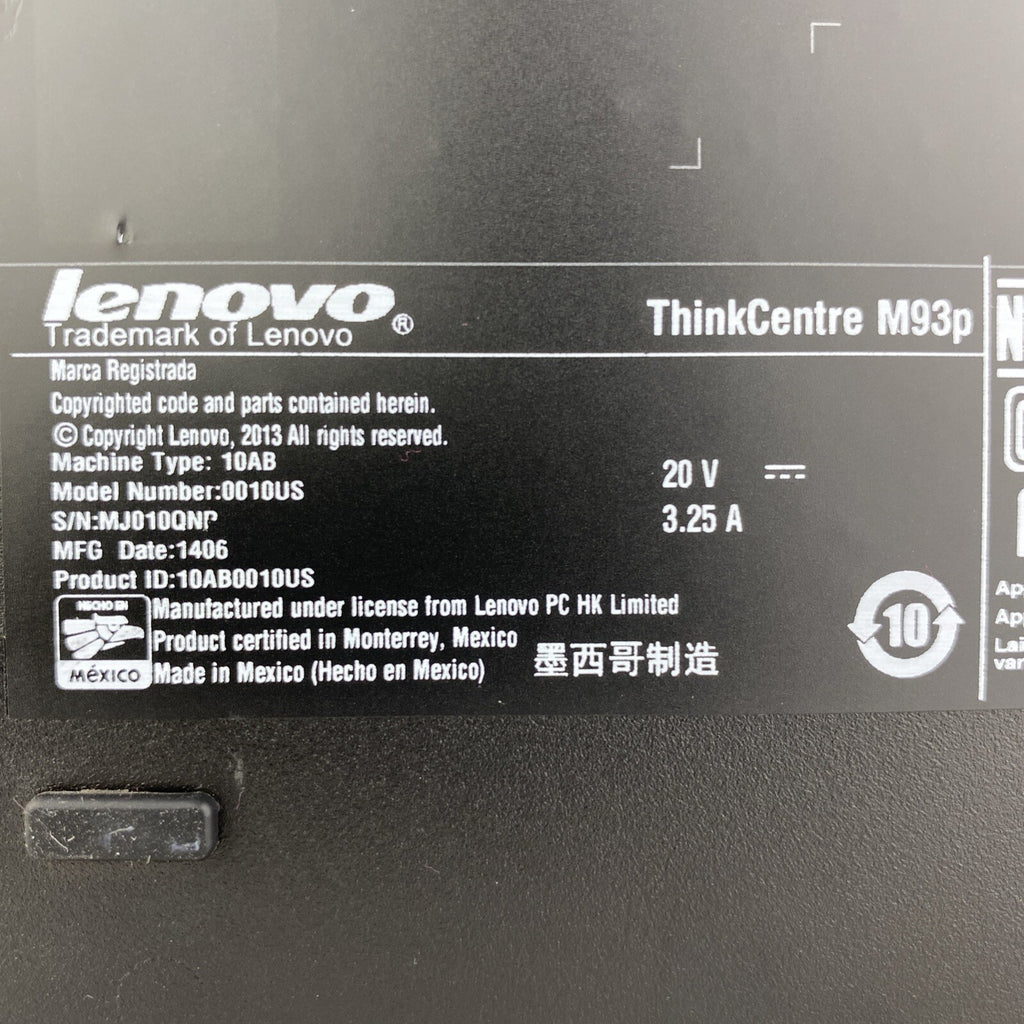 lenovo®
Trademark of Lenovo
ThinkCentre M93p
Marca Registrada
Copyrighted code and parts contained herein.
© Copyright Lenovo, 2013 All rights reserved.
Machine Type: 10AB
Model Number:0010US
S/N:MJ010QNP
MFG Date:1406
Product ID:10AB0010US
20 V ⎓
3.25 A
HECHO EN
MéXICO
Manufactured under license from Lenovo PC HK Limited
Product certified in Monterrey, Mexico
Made in Mexico (Hecho en Mexico)
墨西哥制造
10